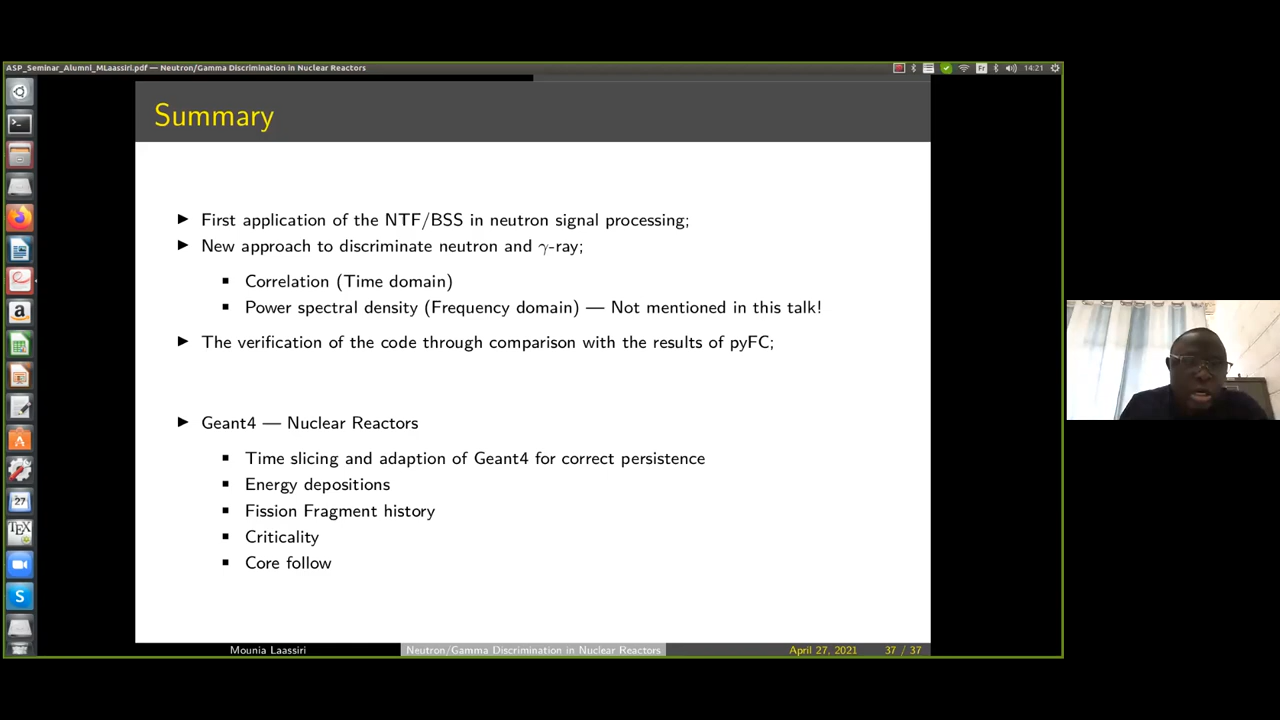 ASP_Seminar_Alumni_MLaassiri.pdf — Neutron/Gamma Discrimination in Nuclear Reactors
Fr
14:21
Summary
▶ First application of the NTF/BSS in neutron signal processing;
▶ New approach to discriminate neutron and γ-ray;
▪ Correlation (Time domain)
▪ Power spectral density (Frequency domain) — Not mentioned in this talk!
▶ The verification of the code through comparison with the results of pyFC;
▶ Geant4 — Nuclear Reactors
▪ Time slicing and adaption of Geant4 for correct persistence
▪ Energy depositions
▪ Fission Fragment history
▪ Criticality
▪ Core follow
a
A
27
TEX
S
Mounia Laassiri Neutron/Gamma Discrimination in Nuclear Reactors April 27, 2021 37 / 37